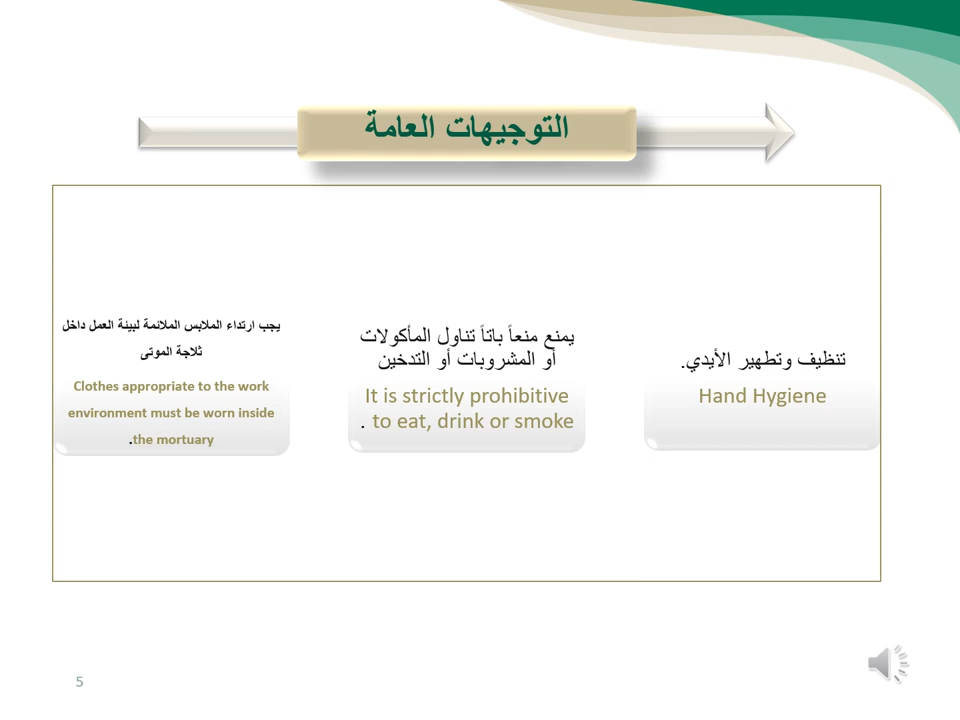 التوجيهات العامة
تنظيف وتطهير الأيدي.
Hand Hygiene
يمنع منعاً باتاً تناول المأكولات
أو المشروبات أو التدخين
It is strictly prohibitive
to eat, drink or smoke .
يجب ارتداء الملابس الملائمة لبيئة العمل داخل
ثلاجة الموتى
Clothes appropriate to the work
environment must be worn inside
the mortuary.
5